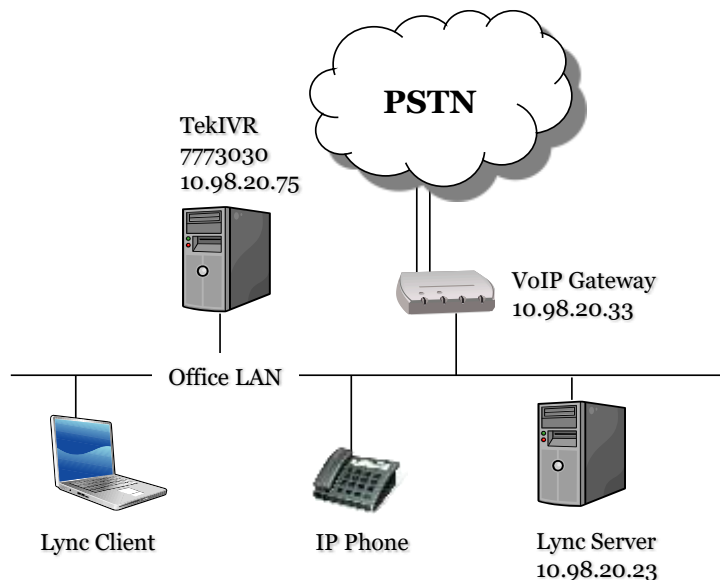 PSTN
TekIVR
7773030
10.98.20.75
VoIP Gateway
10.98.20.33
Office LAN
Lync Client
IP Phone
Lync Server
10.98.20.23